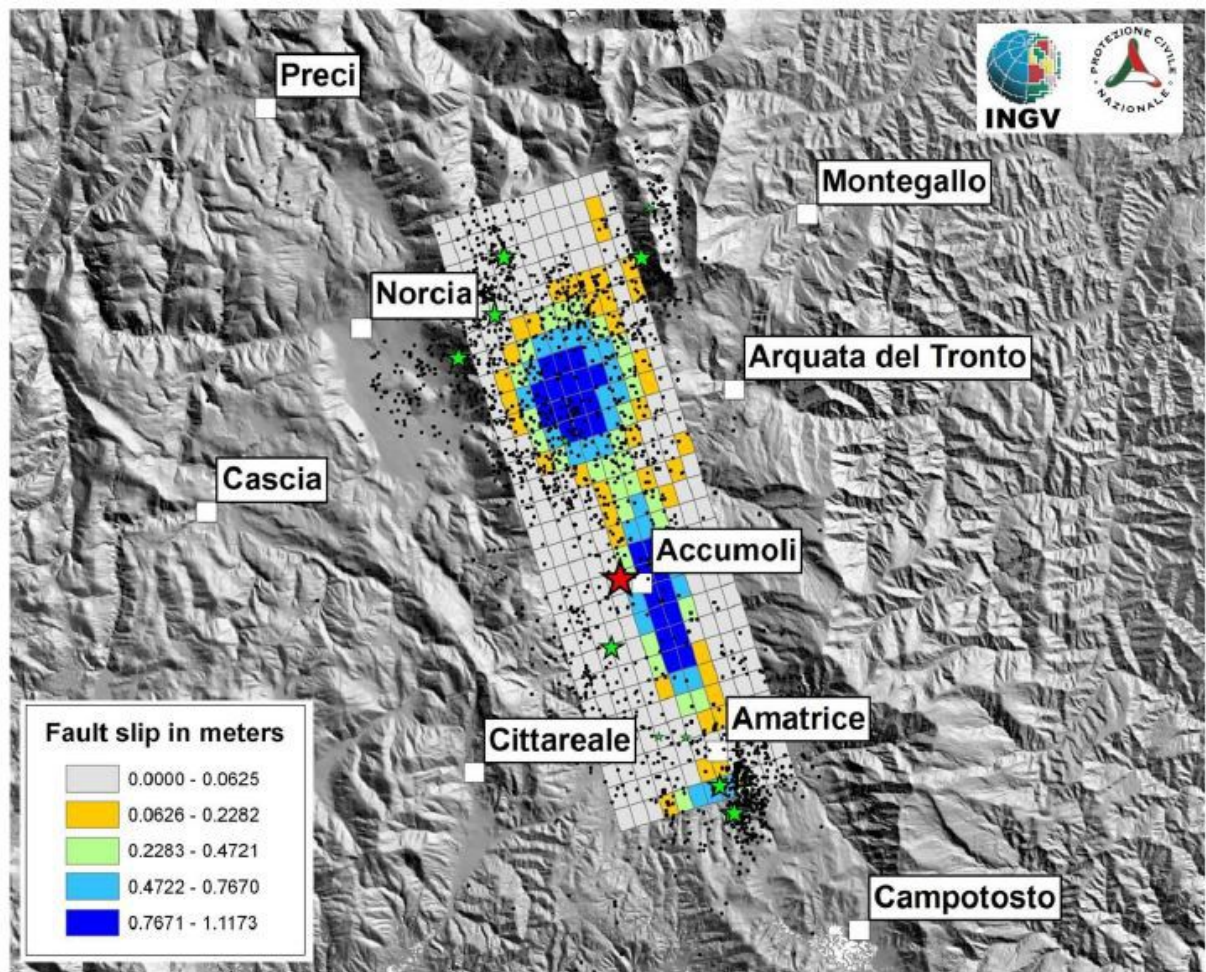 Preci
INGV
PROTEZIONE CIVILE
NAZIONALE
Montegallo
Norcia
Arquata del Tronto
Cascia
Accumoli
Amatrice
Cittareale
Campotosto
Fault slip in meters
0.0000 - 0.0625
0.0626 - 0.2282
0.2283 - 0.4721
0.4722 - 0.7670
0.7671 - 1.1173